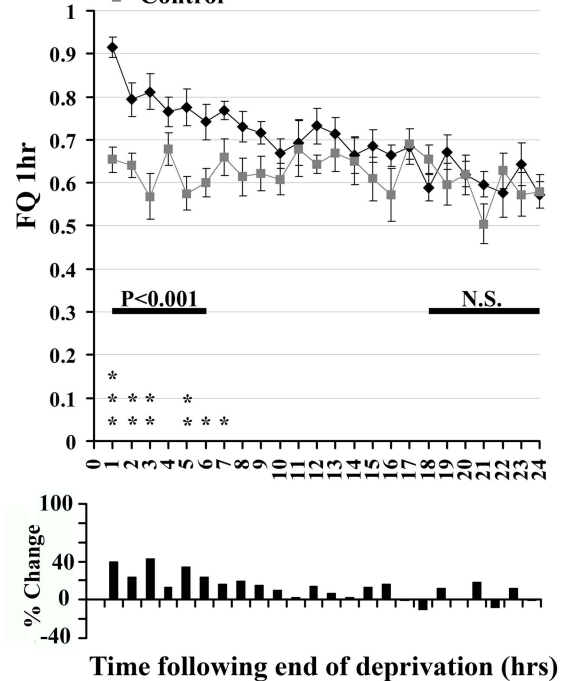 Control
1
0.9
0.8
0.7
0.6
0.5
0.4
0.3
0.2
0.1
0
FQ 1hr
P<0.001
N.S.
*
* * * *
* * * * * *
0 1 2 3 4 5 6 7 8 9 10 11 12 13 14 15 16 17 18 19 20 21 22 23 24
100
40
0
-40
% Change
Time following end of deprivation (hrs)